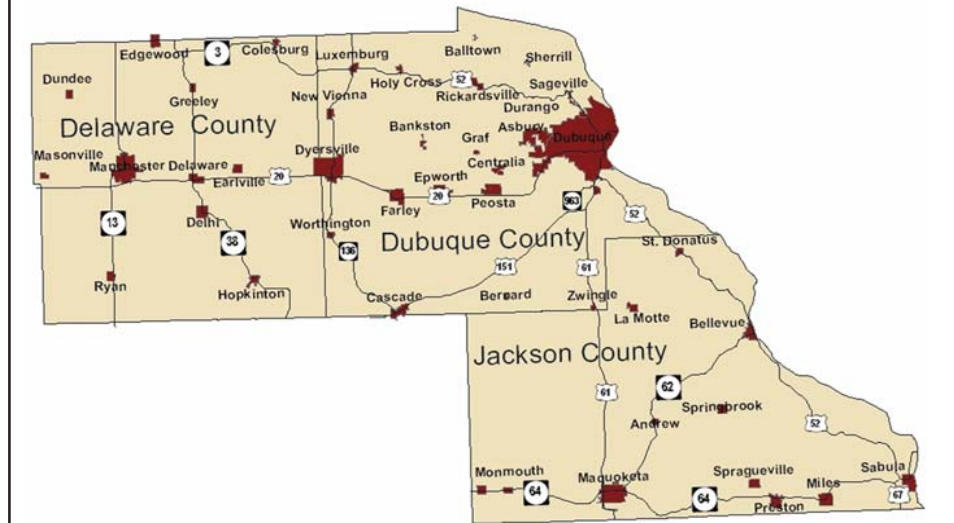 Balltown
Edgewood
3
Colesburg
Luxemburg
Sherrill
Dundee
Holy Cross
52
Rickardsville
Sageville
Greeley
New Vienna
Durango
Delaware County
Bankston
Graf
Asbury
Dubuque
Masonville
Manchester
Delaware
Dyersville
Centralia
Earlville
20
Epworth
20
Farley
Peosta
963
13
Delhi
38
Worthington
136
Dubuque County
52
St. Donatus
151
61
Ryan
Hopkinton
Cascade
Bernard
Zwingle
La Motte
Bellevue
Jackson County
61
62
Springbrook
Andrew
52
Monmouth
64
Maquoketa
Spragueville
64
Preston
Miles
Sabula
67